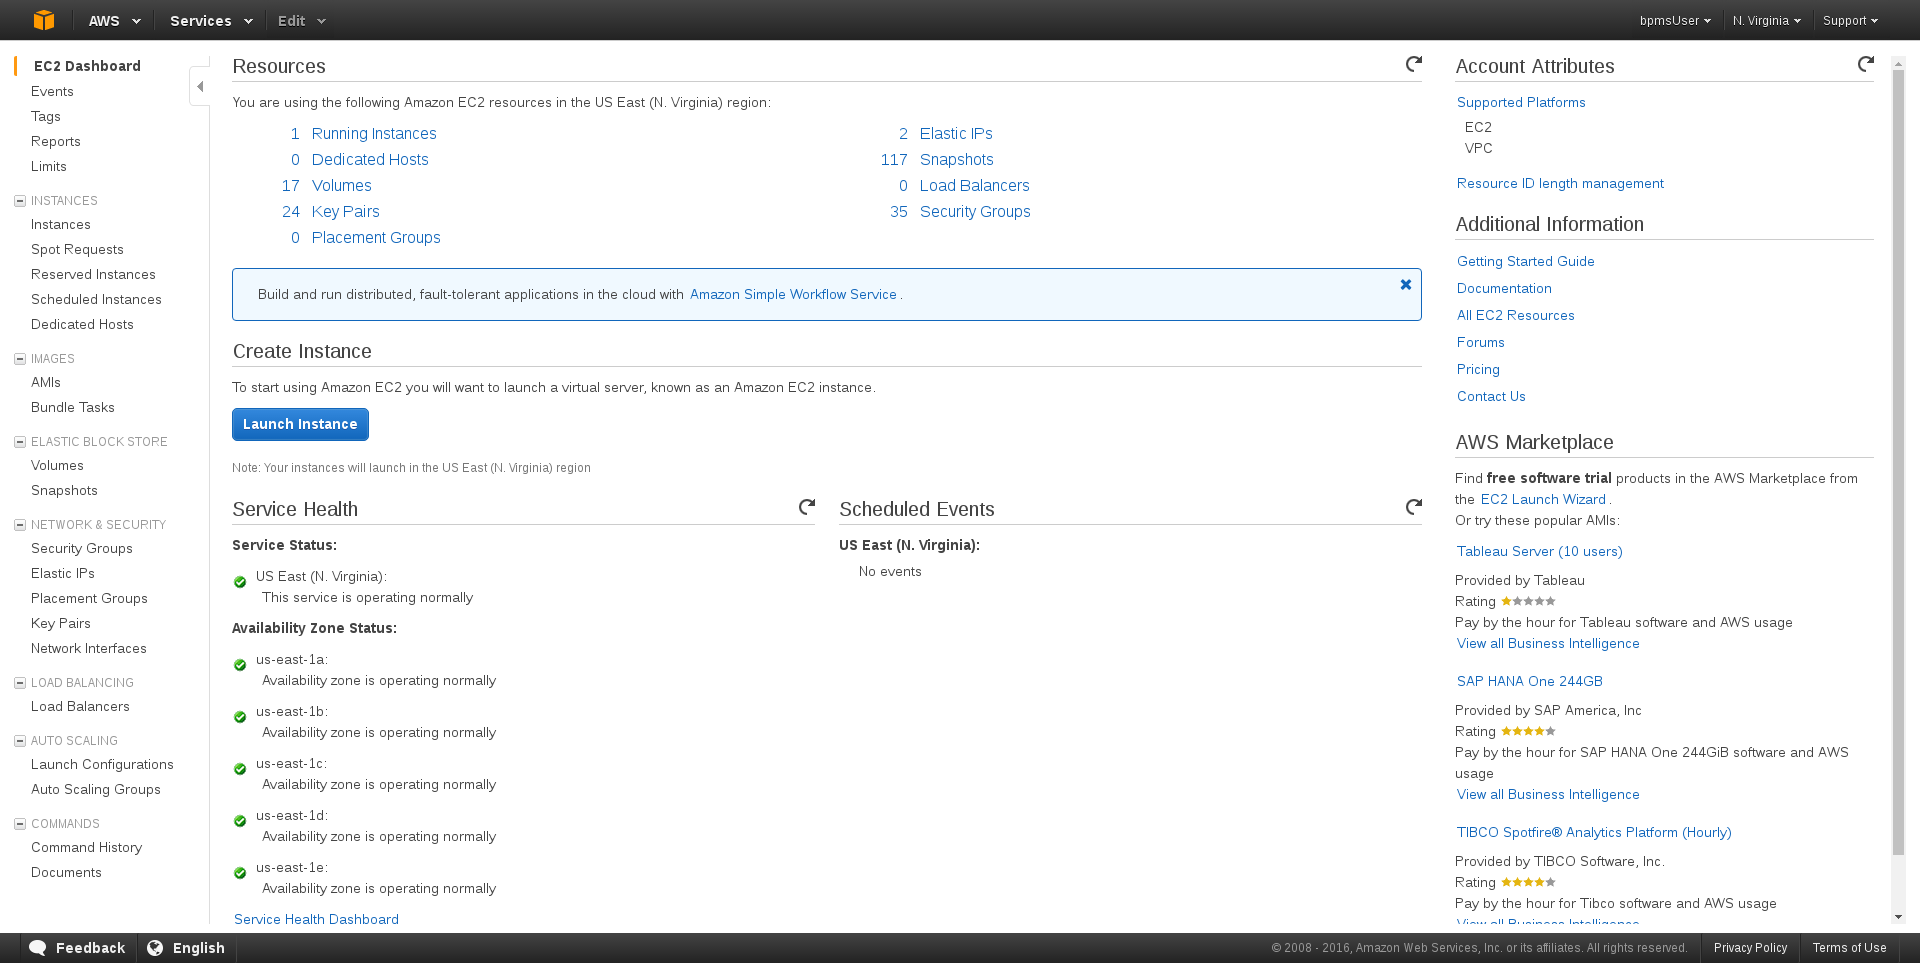 AWS Services Edit bpmsUser N. Virginia Support
EC2 Dashboard
Events
Tags
Reports
Limits
INSTANCES
Instances
Spot Requests
Reserved Instances
Scheduled Instances
Dedicated Hosts
IMAGES
AMIs
Bundle Tasks
ELASTIC BLOCK STORE
Volumes
Snapshots
NETWORK & SECURITY
Security Groups
Elastic IPs
Placement Groups
Key Pairs
Network Interfaces
LOAD BALANCING
Load Balancers
AUTO SCALING
Launch Configurations
Auto Scaling Groups
COMMANDS
Command History
Documents
Resources
You are using the following Amazon EC2 resources in the US East (N. Virginia) region:
1 Running Instances
0 Dedicated Hosts
17 Volumes
24 Key Pairs
0 Placement Groups
2 Elastic IPs
117 Snapshots
0 Load Balancers
35 Security Groups
Build and run distributed, fault-tolerant applications in the cloud with Amazon Simple Workflow Service.
Create Instance
To start using Amazon EC2 you will want to launch a virtual server, known as an Amazon EC2 instance.
Launch Instance
Note: Your instances will launch in the US East (N. Virginia) region
Service Health
Service Status:
US East (N. Virginia):
This service is operating normally
Availability Zone Status:
us-east-1a:
Availability zone is operating normally
us-east-1b:
Availability zone is operating normally
us-east-1c:
Availability zone is operating normally
us-east-1d:
Availability zone is operating normally
us-east-1e:
Availability zone is operating normally
Service Health Dashboard
Scheduled Events
US East (N. Virginia):
No events
Account Attributes
Supported Platforms
EC2
VPC
Resource ID length management
Additional Information
Getting Started Guide
Documentation
All EC2 Resources
Forums
Pricing
Contact Us
AWS Marketplace
Find free software trial products in the AWS Marketplace from
the EC2 Launch Wizard.
Or try these popular AMIs:
Tableau Server (10 users)
Provided by Tableau
Rating
Pay by the hour for Tableau software and AWS usage
View all Business Intelligence
SAP HANA One 244GB
Provided by SAP America, Inc
Rating
Pay by the hour for SAP HANA One 244GiB software and AWS
usage
View all Business Intelligence
TIBCO Spotfire® Analytics Platform (Hourly)
Provided by TIBCO Software, Inc.
Rating
Pay by the hour for Tibco software and AWS usage
View all Business Intelligence
Feedback English © 2008 - 2016, Amazon Web Services, Inc. or its affiliates. All rights reserved. Privacy Policy Terms of Use